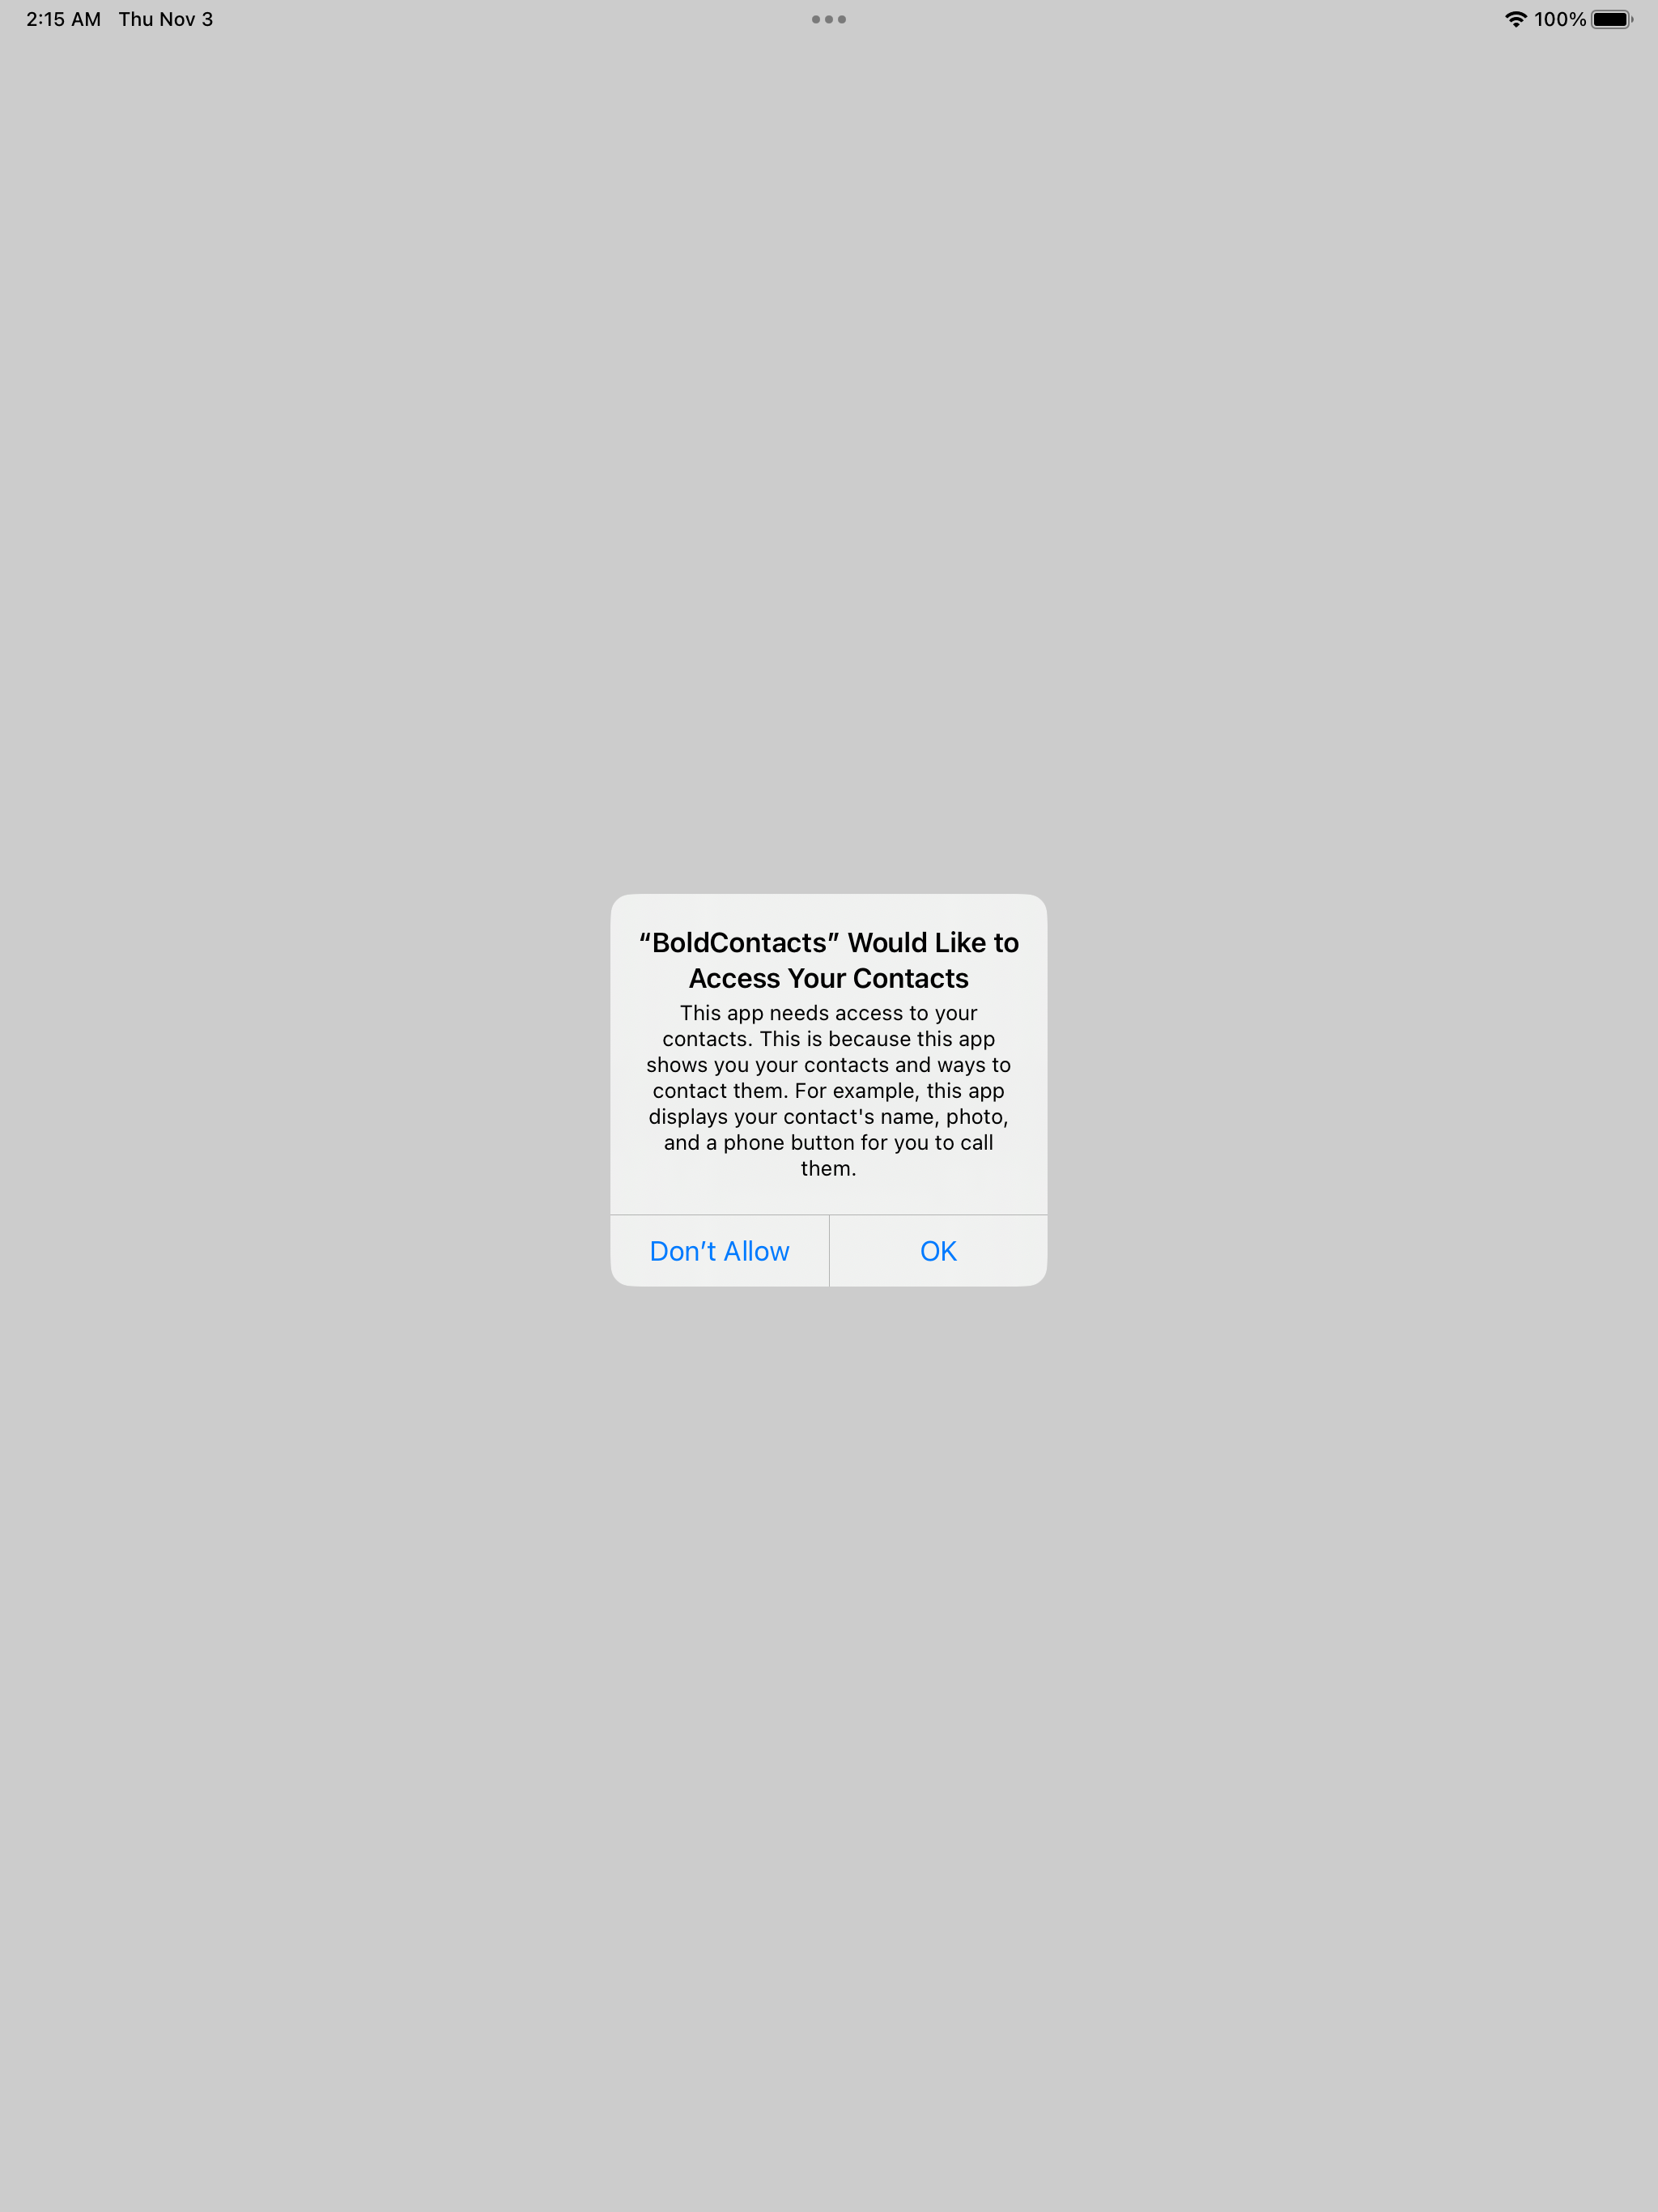 2:15 AM Thu Nov 3
100%
“BoldContacts” Would Like to
Access Your Contacts
This app needs access to your
contacts. This is because this app
shows you your contacts and ways to
contact them. For example, this app
displays your contact's name, photo,
and a phone button for you to call
them.
Don’t Allow
OK